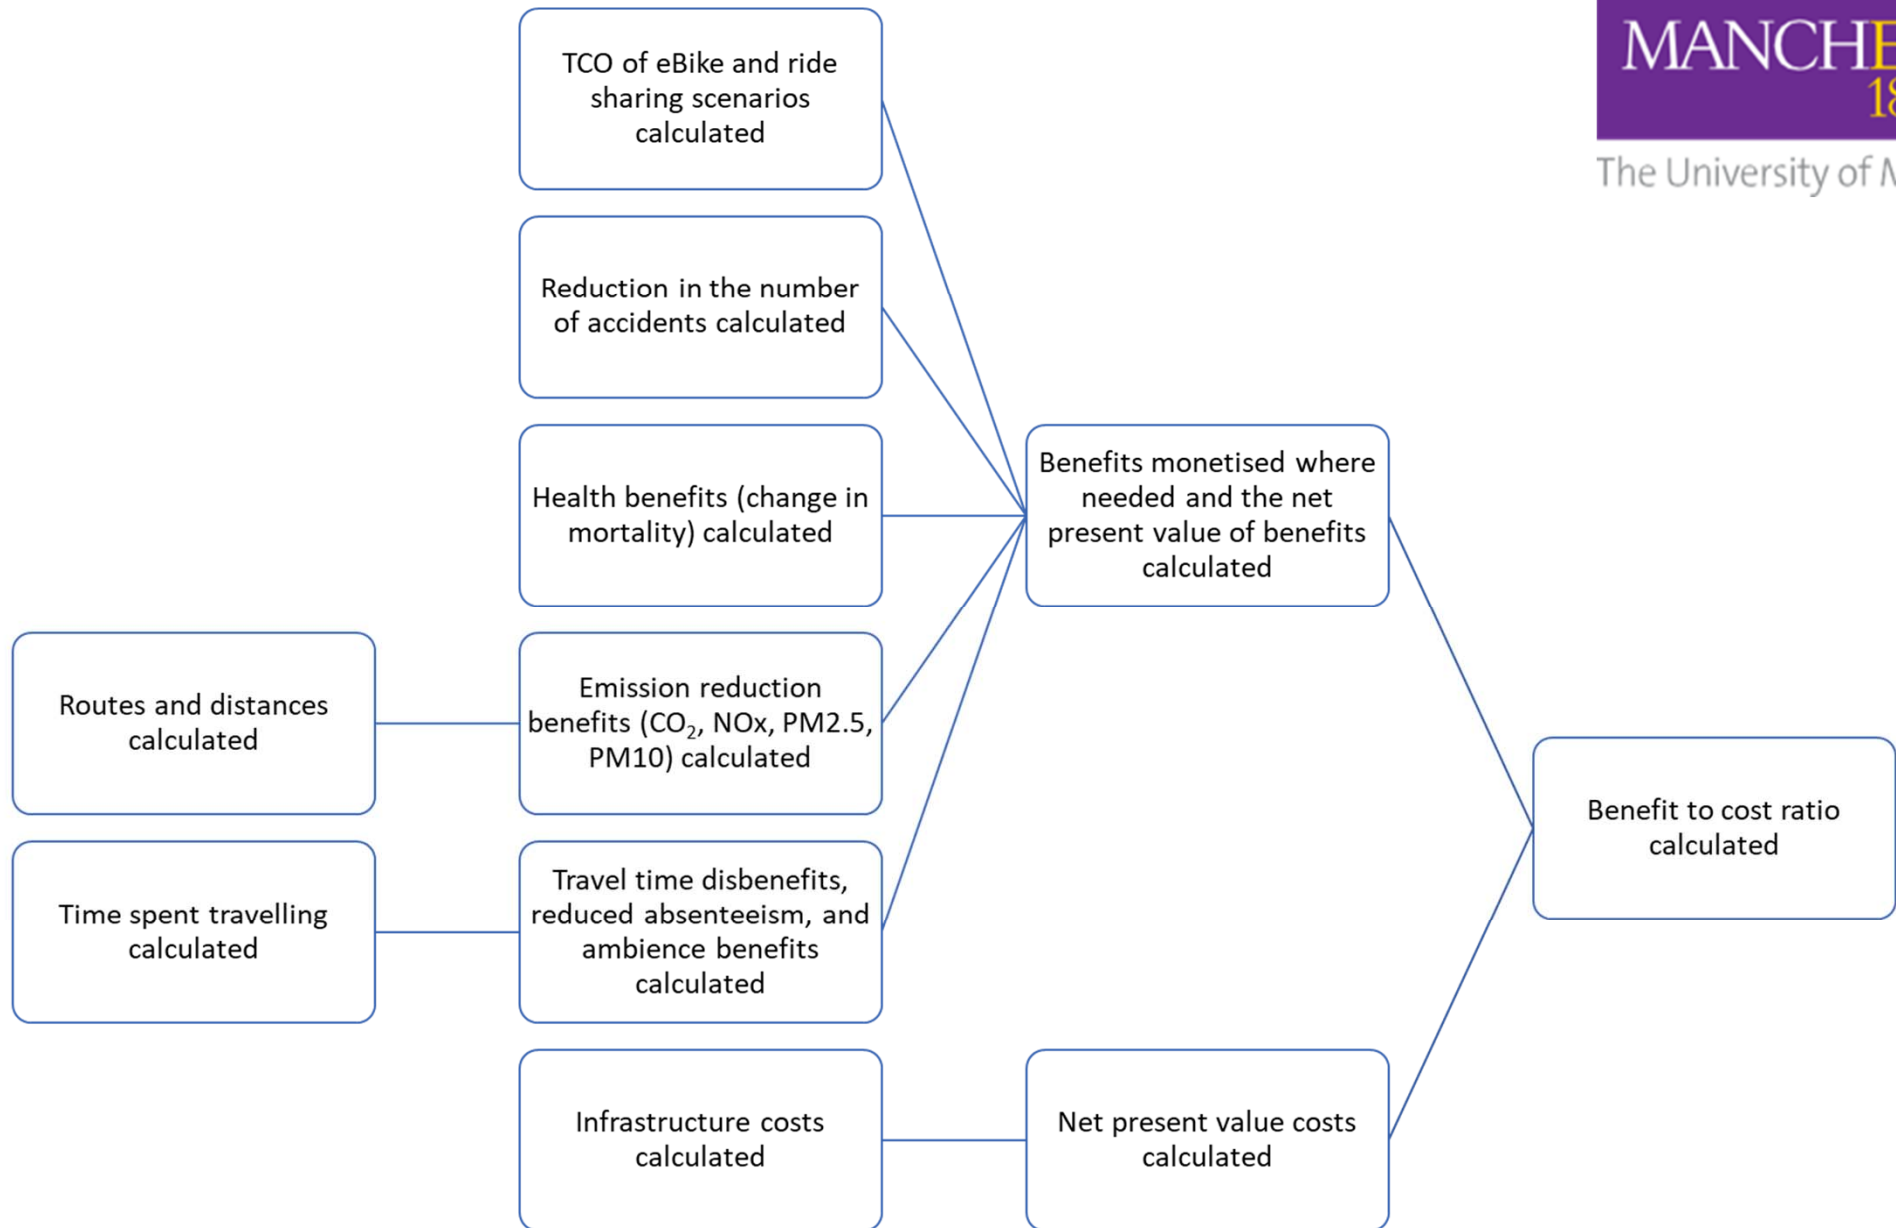 TCO of eBike and ride
sharing scenarios
calculated
MANCHE
18
The University of M
Reduction in the number
of accidents calculated
Health benefits (change in
mortality) calculated
Benefits monetised where
needed and the net
present value of benefits
calculated
Routes and distances
calculated
Emission reduction
benefits (CO₂, NOx, PM2.5,
PM10) calculated
Time spent travelling
calculated
Travel time disbenefits,
reduced absenteeism, and
ambience benefits
calculated
Benefit to cost ratio
calculated
Infrastructure costs
calculated
Net present value costs
calculated